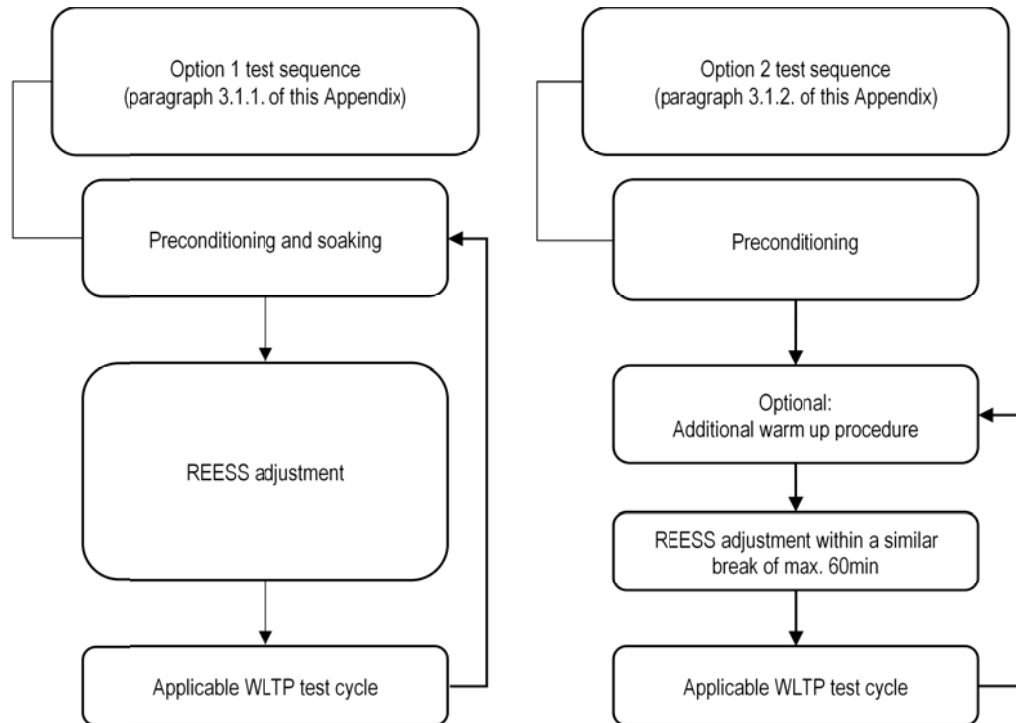 Option 1 test sequence
(paragraph 3.1.1. of this Appendix)
Preconditioning and soaking
REESS adjustment
Applicable WLTP test cycle
Option 2 test sequence
(paragraph 3.1.2. of this Appendix)
Preconditioning
Optional:
Additional warm up procedure
REESS adjustment within a similar
break of max. 60min
Applicable WLTP test cycle